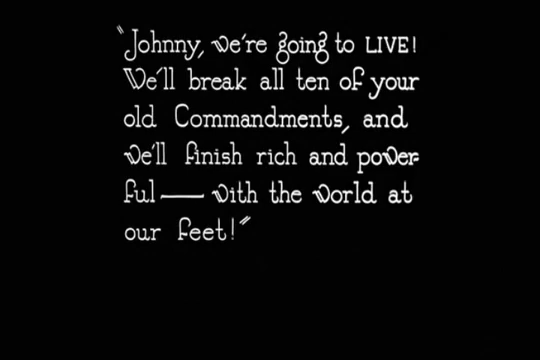 "Johnny, we're going to LIVE!
We'll break all ten of your
old Commandments, and
we'll finish rich and power-
ful — with the world at
our feet!"